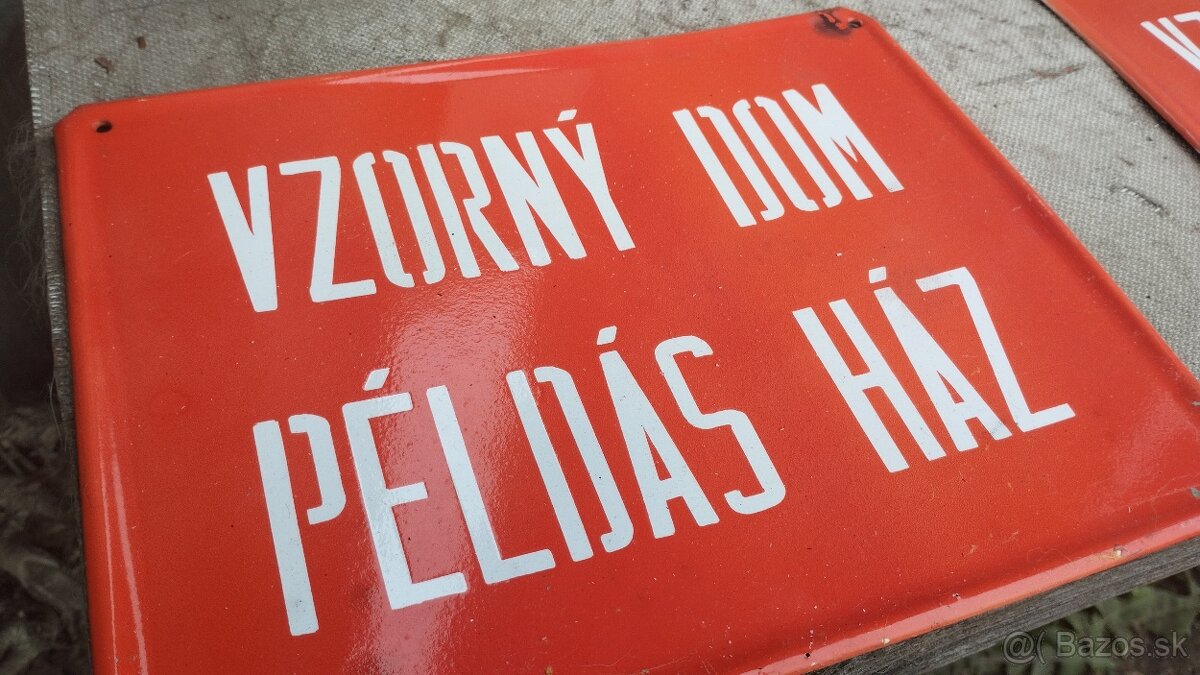 VZORNÝ DOM
PÉLDÁS HÁZ
@( Bazos.sk